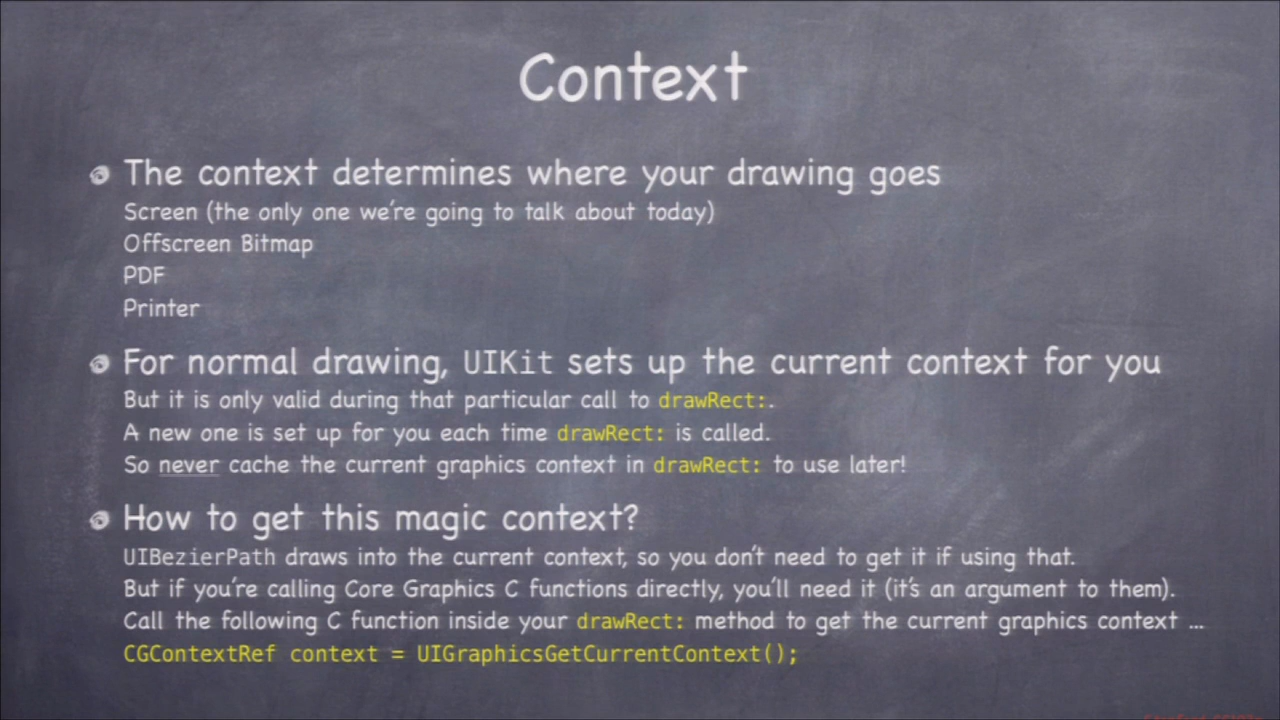 Context
The context determines where your drawing goes
Screen (the only one we're going to talk about today)
Offscreen Bitmap
PDF
Printer
For normal drawing, UIKit sets up the current context for you
But it is only valid during that particular call to drawRect:.
A new one is set up for you each time drawRect: is called.
So never cache the current graphics context in drawRect: to use later!
How to get this magic context?
UIBezierPath draws into the current context, so you don't need to get it if using that.
But if you're calling Core Graphics C functions directly, you'll need it (it's an argument to them).
Call the following C function inside your drawRect: method to get the current graphics context ...
CGContextRef context = UIGraphicsGetCurrentContext();